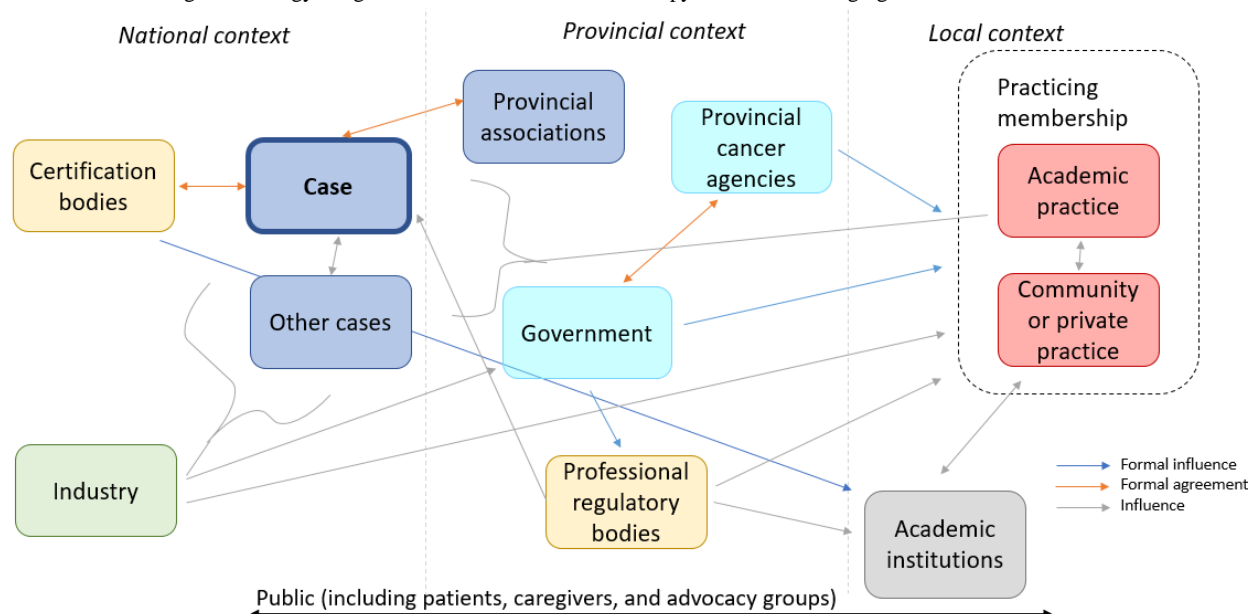 National context
Provincial context
Local context
Provincial
associations
Provincial
cancer
agencies
Practicing
membership
Certification
bodies
Case
Academic
practice
Other cases
Government
Community
or private
practice
Industry
Professional
regulatory
bodies
Academic
institutions
Formal influence
Formal agreement
Influence
Public (including patients, caregivers, and advocacy groups)